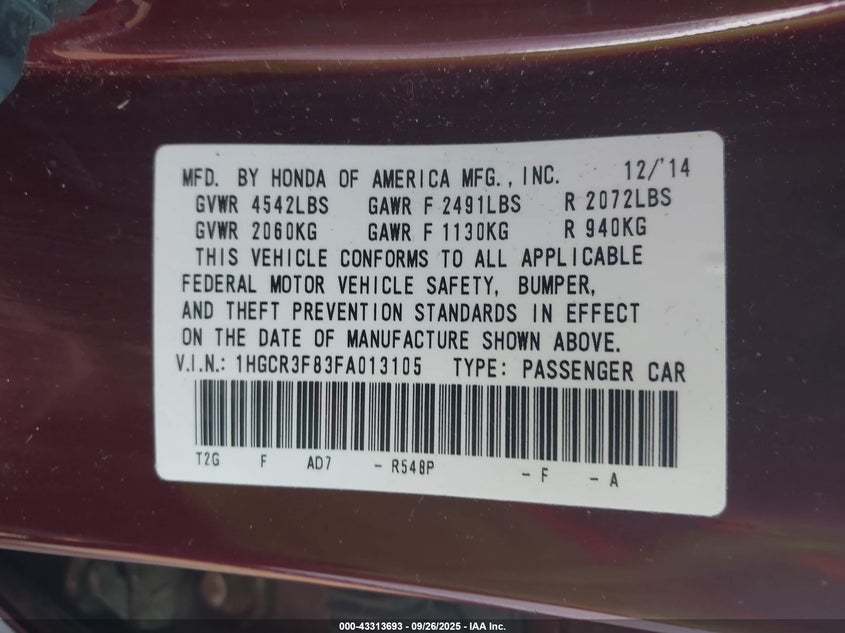 MFD. BY HONDA OF AMERICA MFG., INC. 12/'14
GVWR 4542LBS GAWR F 2491LBS R 2072LBS
GVWR 2060KG GAWR F 1130KG R 940KG
THIS VEHICLE CONFORMS TO ALL APPLICABLE
FEDERAL MOTOR VEHICLE SAFETY, BUMPER,
AND THEFT PREVENTION STANDARDS IN EFFECT
ON THE DATE OF MANUFACTURE SHOWN ABOVE.
V.I.N.: 1HGCR3F83FA013105 TYPE: PASSENGER CAR
T2G F AD7 - R548P - F - A
000-43313693 - 09/26/2025 - IAA Inc.